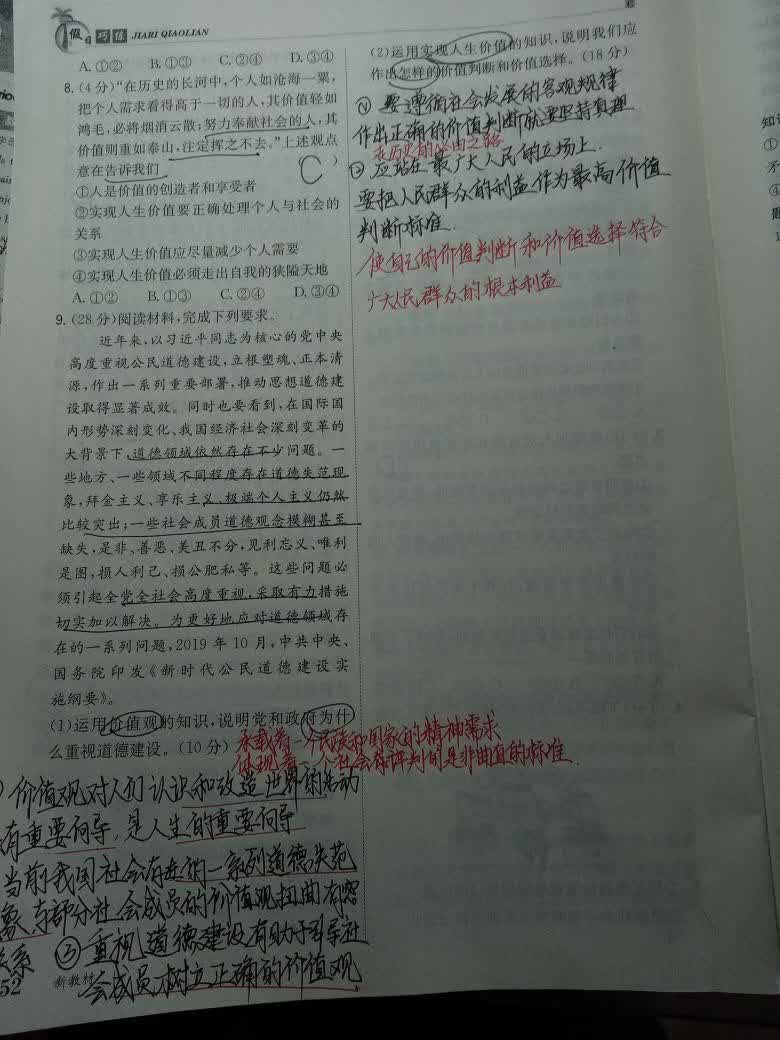 假日巧练 JIARI QIAOLIAN
A.①② B.①③ C.②④ D.③④
8.(4分)“在历史的长河中,个人如沧海一粟,
把个人需求看得高于一切的人,其价值轻如
鸿毛,必将烟消云散;努力奉献社会的人,其
价值则重如泰山,注定挥之不去。”上述观点
意在告诉我们 C )
①人是价值的创造者和享受者
②实现人生价值要正确处理个人与社会的
关系
③实现人生价值应尽量减少个人需要
④实现人生价值必须走出自我的狭隘天地
A.①② B.①③ C.②④ D.③④
9.(28分)阅读材料,完成下列要求。
近年来,以习近平同志为核心的党中央
高度重视公民道德建设,立根塑魂、正本清
源,作出一系列重要部署,推动思想道德建
设取得显著成效。同时也要看到,在国际国
内形势深刻变化、我国经济社会深刻变革的
大背景下,道德领域依然存在不少问题。一
些地方、一些领域不同程度存在道德失范现
象,拜金主义、享乐主义、极端个人主义仍然
比较突出;一些社会成员道德观念模糊甚至
缺失,是非、善恶、美丑不分,见利忘义、唯利
是图,损人利己、损公肥私等。这些问题必
须引起全党全社会高度重视,采取有力措施
切实加以解决。为更好地应对道德领域存
在的一系列问题,2019年10月,中共中央、
国务院印发《新时代公民道德建设实
施纲要》。
(1)运用价值观的知识,说明党和政府为什
么重视道德建设。(10分)
承载着一个民族和国家的精神需求
体现着一个社会有评判的是非曲直的标准.
价值观对人们认识和改造世界的活动
有重要向导,是人生的重要向导
当前我国社会存在的一系列道德失范
象,与部分社会成员的价值观扭曲有密
关系 ③重视道德建设有助于引导社
会成员树立正确的价值观
52 新教材
(2)运用实现人生价值的知识,说明我们应
作出怎样的价值判断和价值选择。(18分)
① 要遵循社会发展的客观规律
作出正确的价值判断就要坚持真理
走历史的必由之路
② 应站在最广大人民的立场上.
要把人民群众的利益作为最高价值
判断标准.
使自己的价值判断和价值选择符合
广大人民群众的根本利益